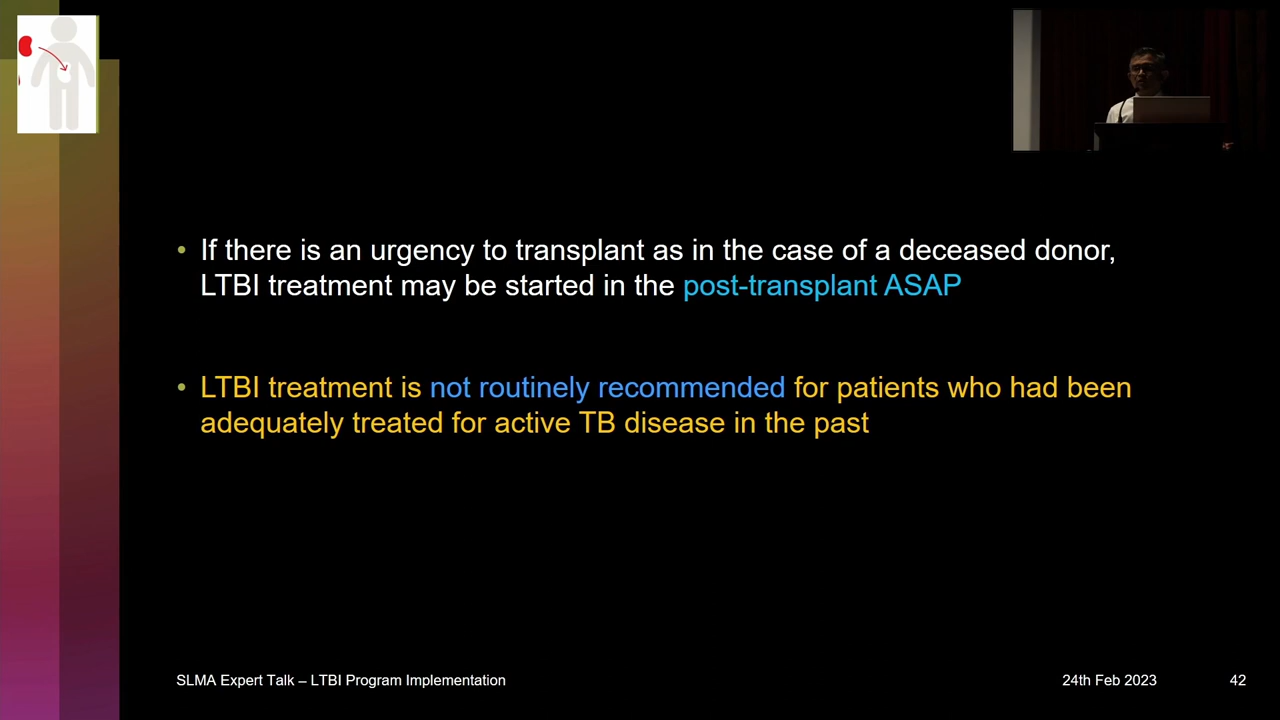 • If there is an urgency to transplant as in the case of a deceased donor,
LTBI treatment may be started in the post-transplant ASAP
• LTBI treatment is not routinely recommended for patients who had been
adequately treated for active TB disease in the past
SLMA Expert Talk – LTBI Program Implementation
24th Feb 2023
42